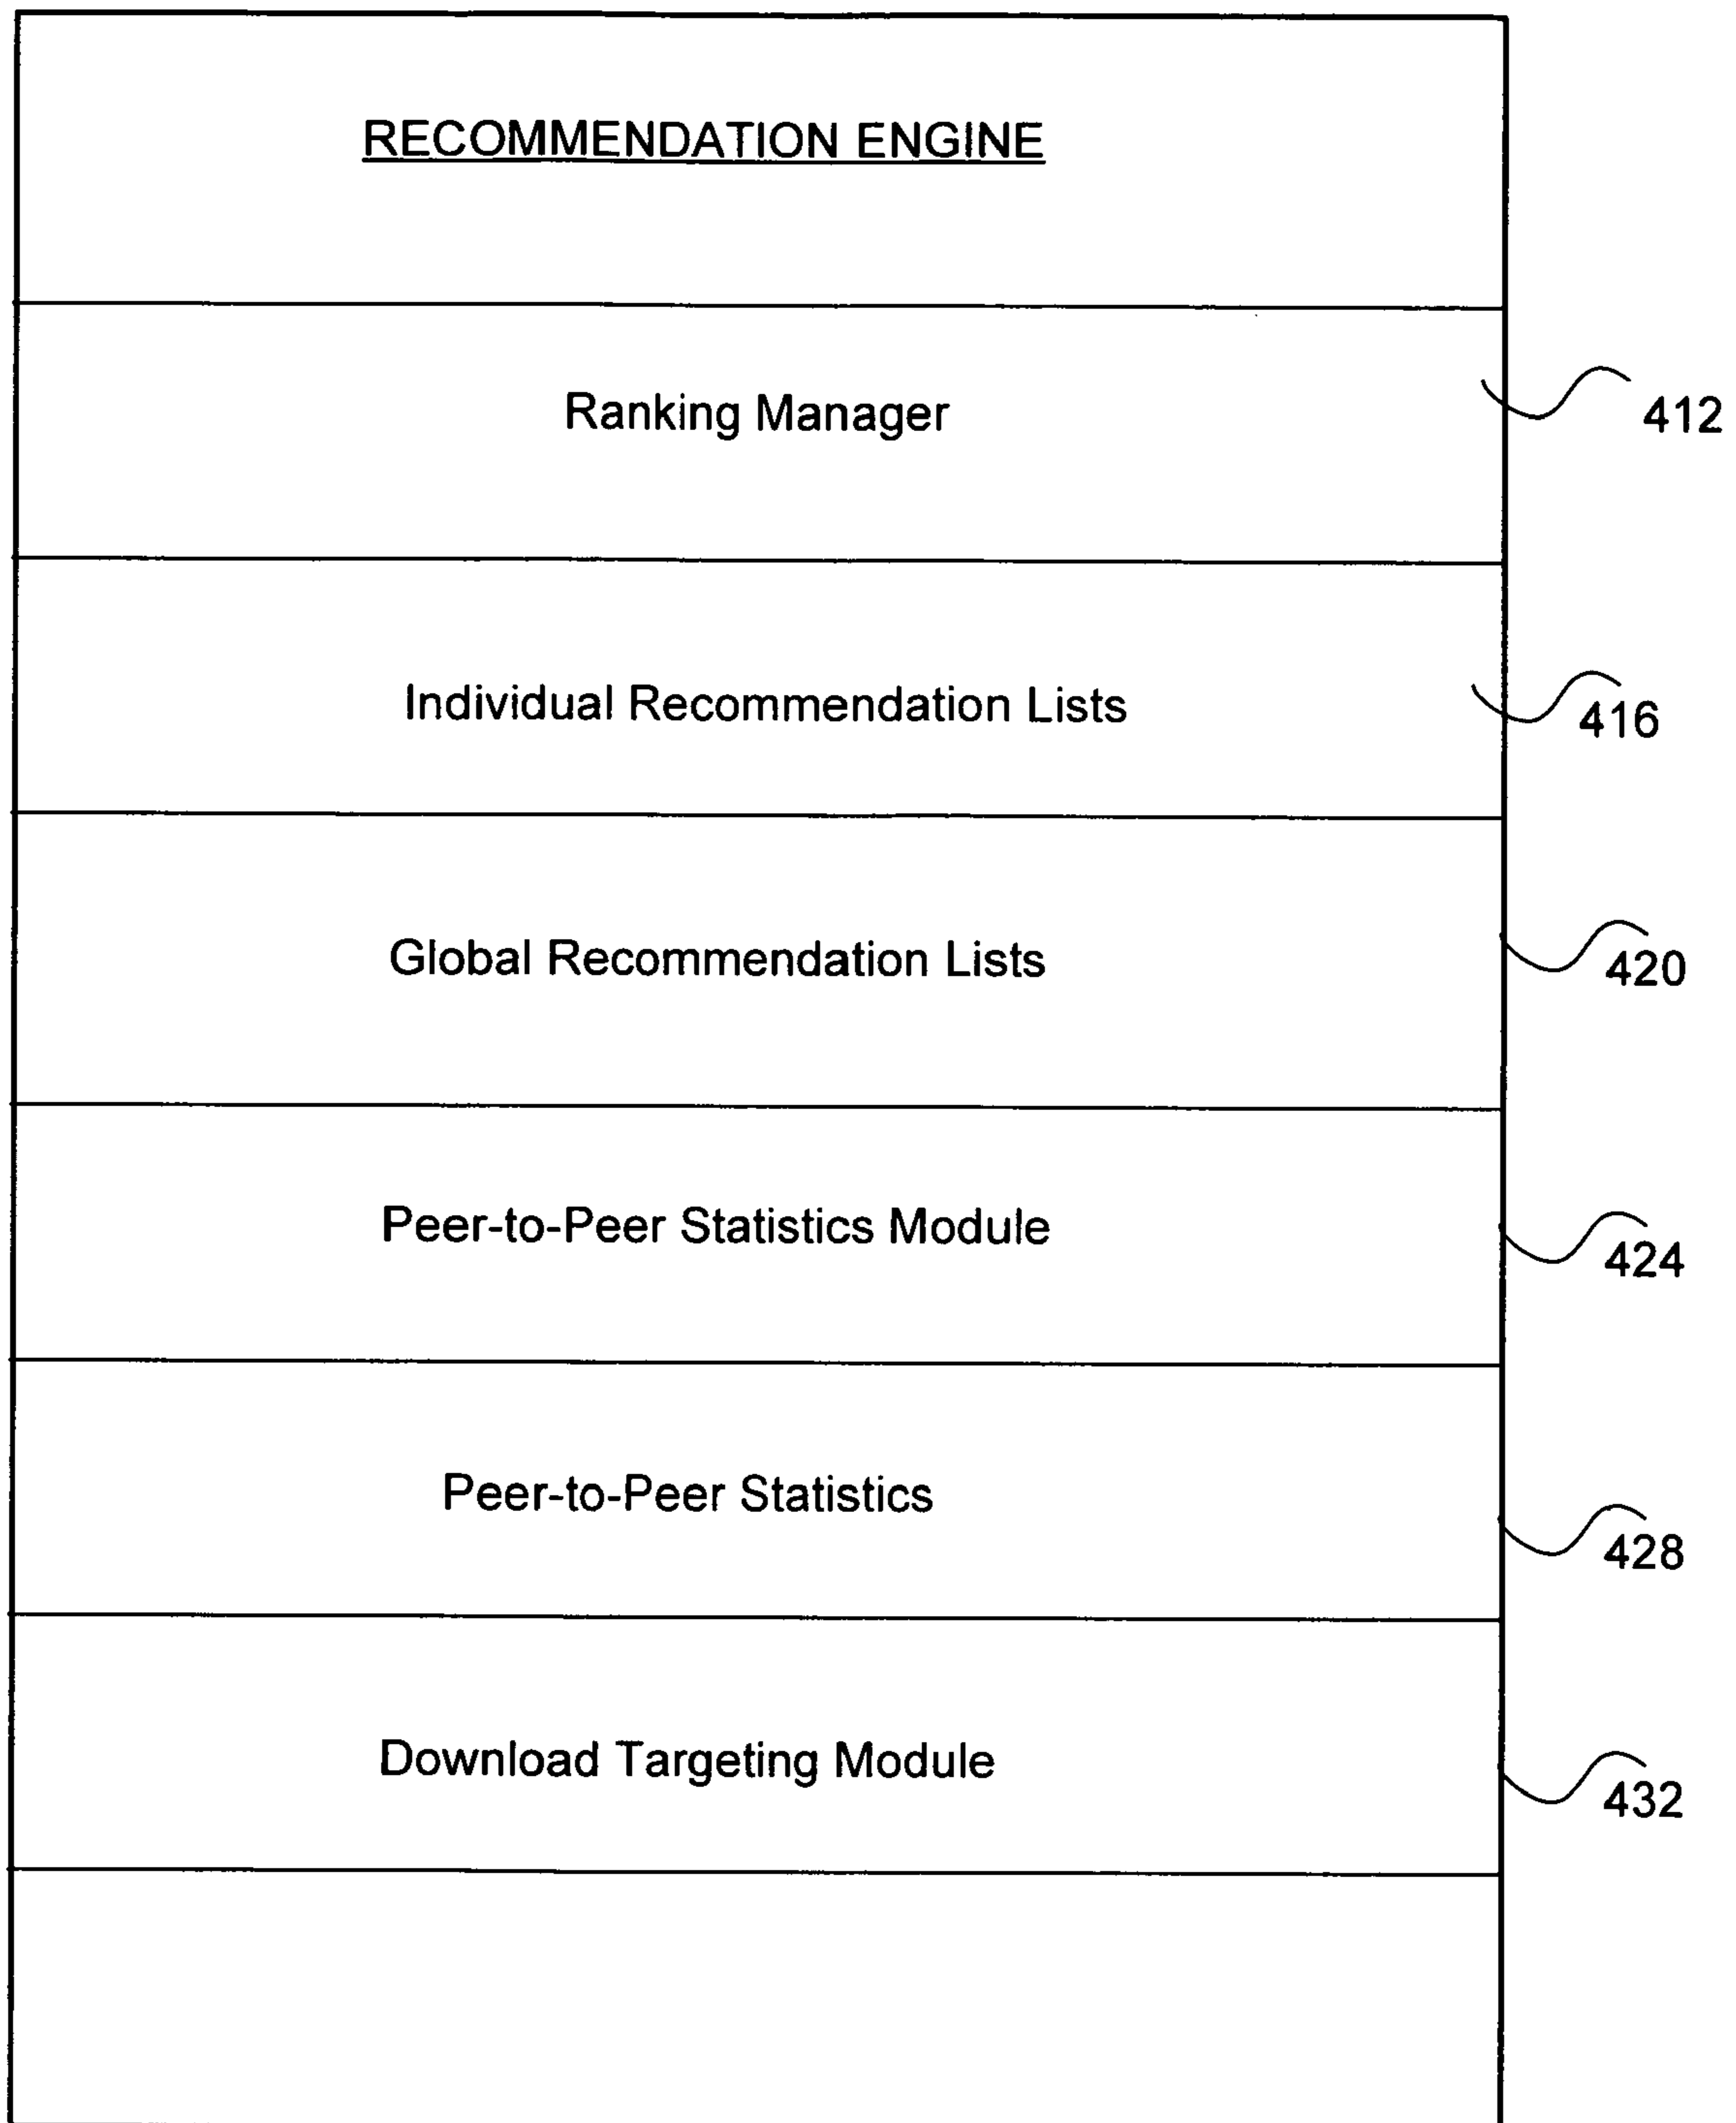 RECOMMENDATION ENGINE
Ranking Manager
412
Individual Recommendation Lists
416
Global Recommendation Lists
420
Peer-to-Peer Statistics Module
424
Peer-to-Peer Statistics
428
Download Targeting Module
432